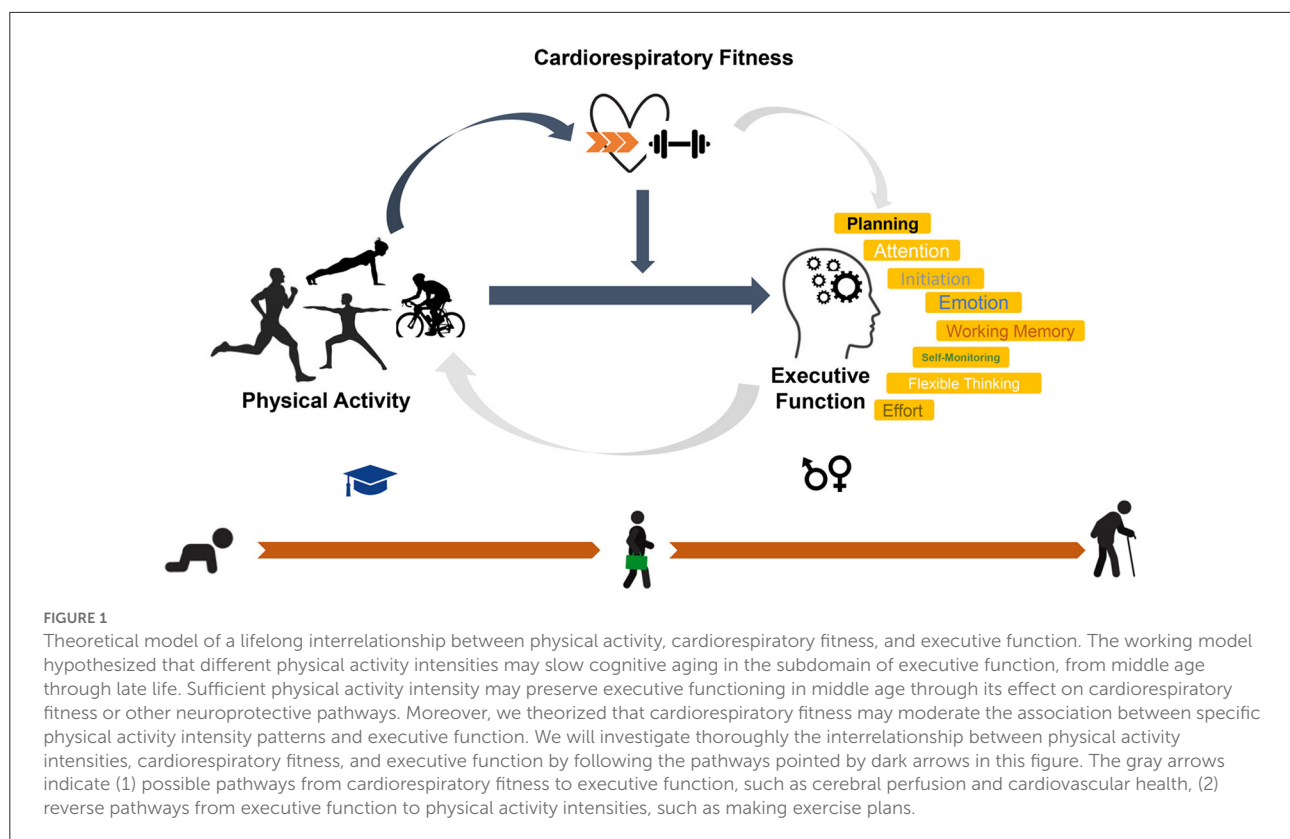 Cardiorespiratory Fitness
Planning
Attention
Initiation
Emotion
Working Memory
Self-Monitoring
Flexible Thinking
Effort
Physical Activity
Executive
Function
FIGURE 1
Theoretical model of a lifelong interrelationship between physical activity, cardiorespiratory fitness, and executive function. The working model
hypothesized that different physical activity intensities may slow cognitive aging in the subdomain of executive function, from middle age
through late life. Sufficient physical activity intensity may preserve executive functioning in middle age through its effect on cardiorespiratory
fitness or other neuroprotective pathways. Moreover, we theorized that cardiorespiratory fitness may moderate the association between specific
physical activity intensity patterns and executive function. We will investigate thoroughly the interrelationship between physical activity
intensities, cardiorespiratory fitness, and executive function by following the pathways pointed by dark arrows in this figure. The gray arrows
indicate (1) possible pathways from cardiorespiratory fitness to executive function, such as cerebral perfusion and cardiovascular health, (2)
reverse pathways from executive function to physical activity intensities, such as making exercise plans.